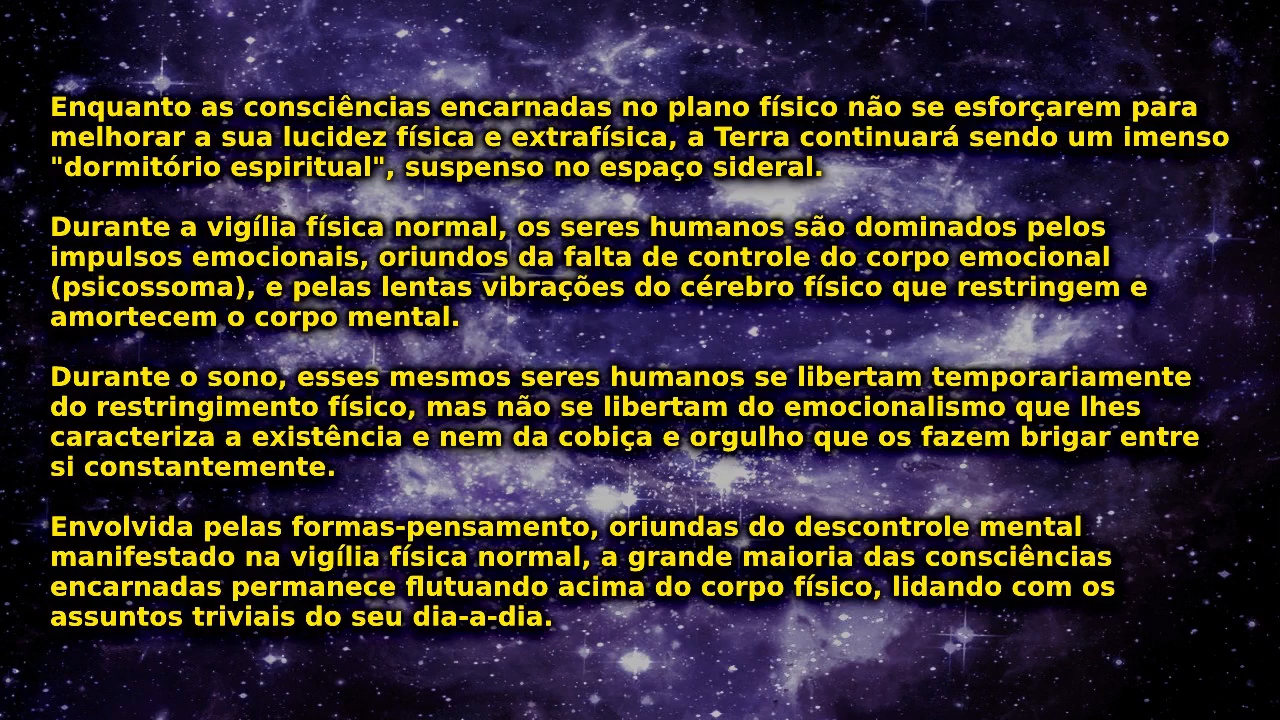 Enquanto as consciências encarnadas no plano físico não se esforçarem para
melhorar a sua lucidez física e extrafísica, a Terra continuará sendo um imenso
"dormitório espiritual", suspenso no espaço sideral.
Durante a vigília física normal, os seres humanos são dominados pelos
impulsos emocionais, oriundos da falta de controle do corpo emocional
(psicossoma), e pelas lentas vibrações do cérebro físico que restringem e
amortecem o corpo mental.
Durante o sono, esses mesmos seres humanos se libertam temporariamente
do restringimento físico, mas não se libertam do emocionalismo que lhes
caracteriza a existência e nem da cobiça e orgulho que os fazem brigar entre
si constantemente.
Envolvida pelas formas-pensamento, oriundas do descontrole mental
manifestado na vigília física normal, a grande maioria das consciências
encarnadas permanece flutuando acima do corpo físico, lidando com os
assuntos triviais do seu dia-a-dia.